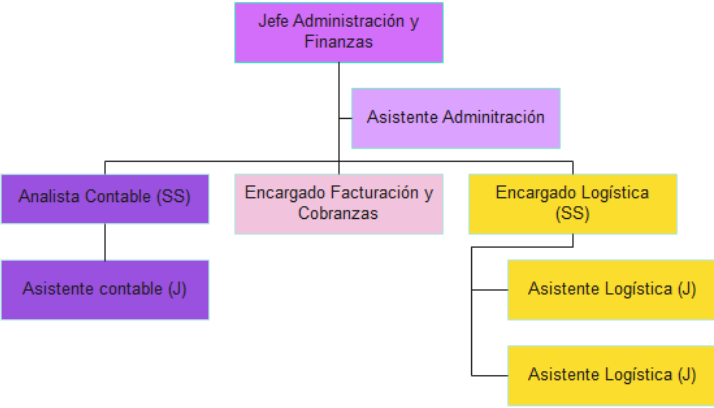 Jefe Administración y
Finanzas
Asistente Adminitración
Analista Contable (SS)
Encargado Facturación y
Cobranzas
Encargado Logística
(SS)
Asistente contable (J)
Asistente Logística (J)
Asistente Logística (J)